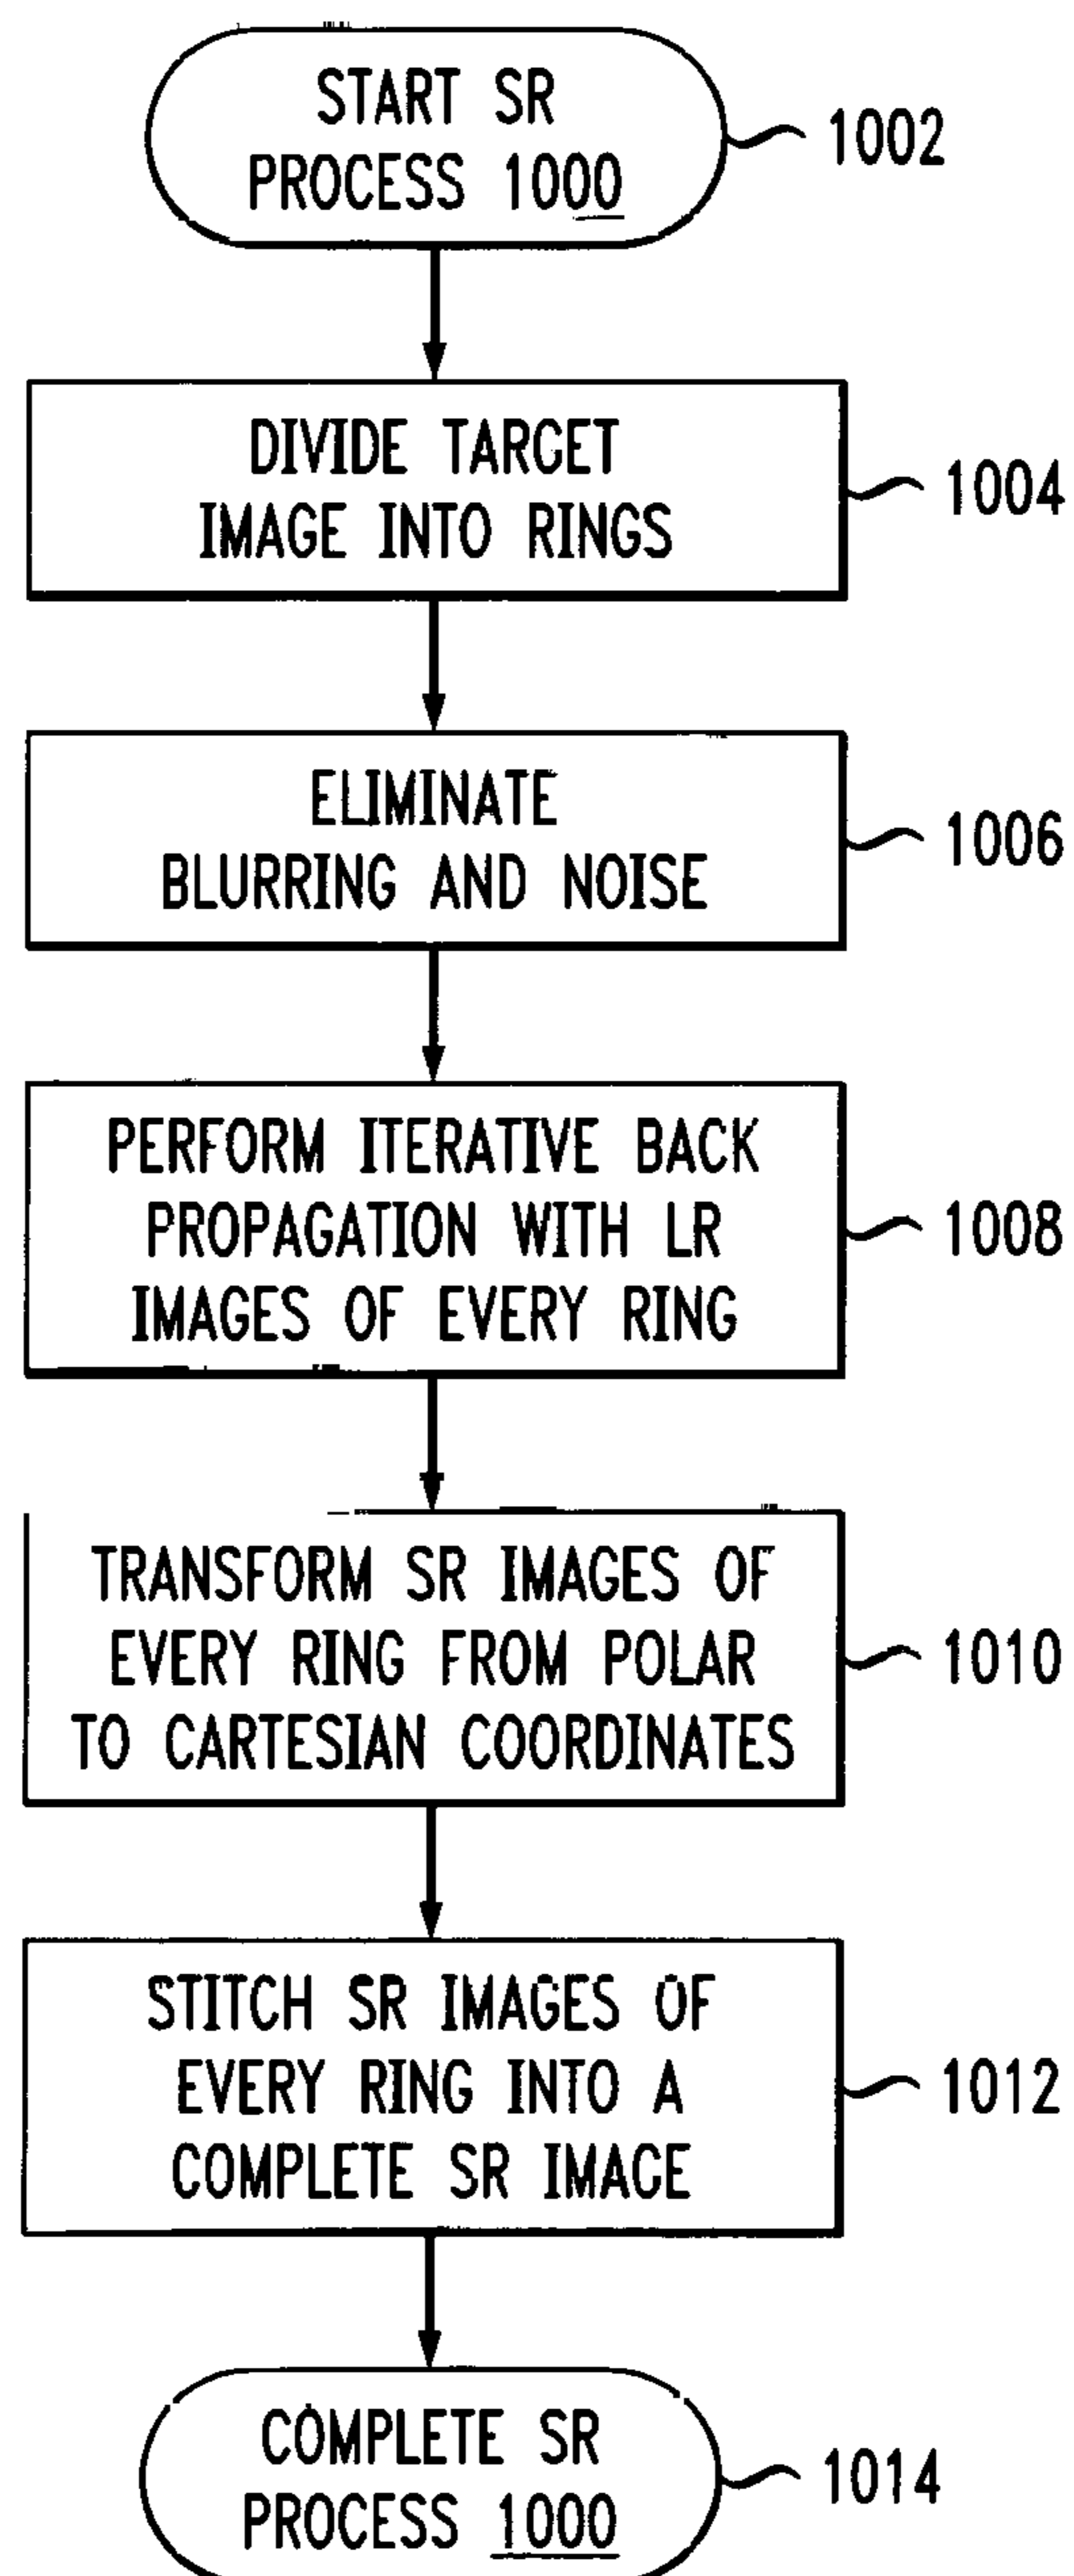 START SR
PROCESS 1000
1002
DIVIDE TARGET
IMAGE INTO RINGS
1004
ELIMINATE
BLURRING AND NOISE
1006
PERFORM ITERATIVE BACK
PROPAGATION WITH LR
IMAGES OF EVERY RING
1008
TRANSFORM SR IMAGES OF
EVERY RING FROM POLAR
TO CARTESIAN COORDINATES
1010
STITCH SR IMAGES OF
EVERY RING INTO A
COMPLETE SR IMAGE
1012
COMPLETE SR
PROCESS 1000
1014